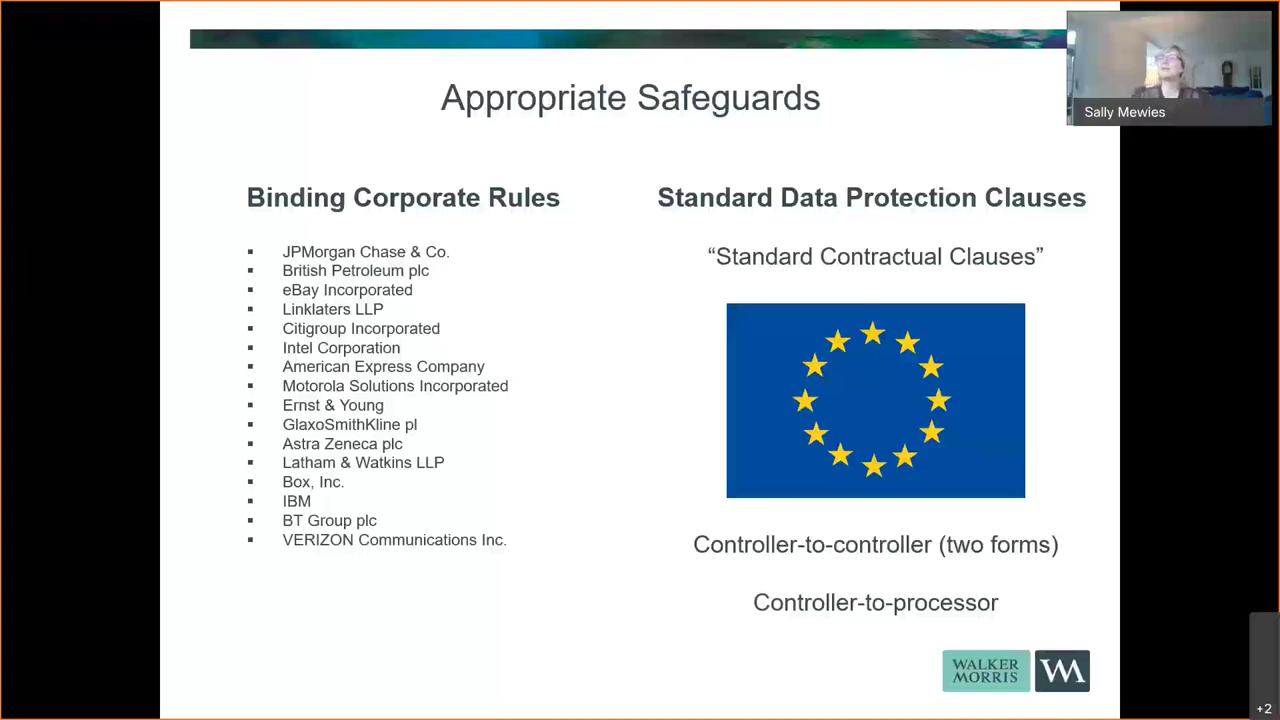 Appropriate Safeguards
Sally Mewies
Binding Corporate Rules
JPMorgan Chase & Co.
British Petroleum plc
eBay Incorporated
Linklaters LLP
Citigroup Incorporated
Intel Corporation
American Express Company
Motorola Solutions Incorporated
Ernst & Young
GlaxoSmithKline pl
Astra Zeneca plc
Latham & Watkins LLP
Box, Inc.
IBM
BT Group plc
VERIZON Communications Inc.
Standard Data Protection Clauses
“Standard Contractual Clauses”
Controller-to-controller (two forms)
Controller-to-processor
WALKER
MORRIS
WM
+2